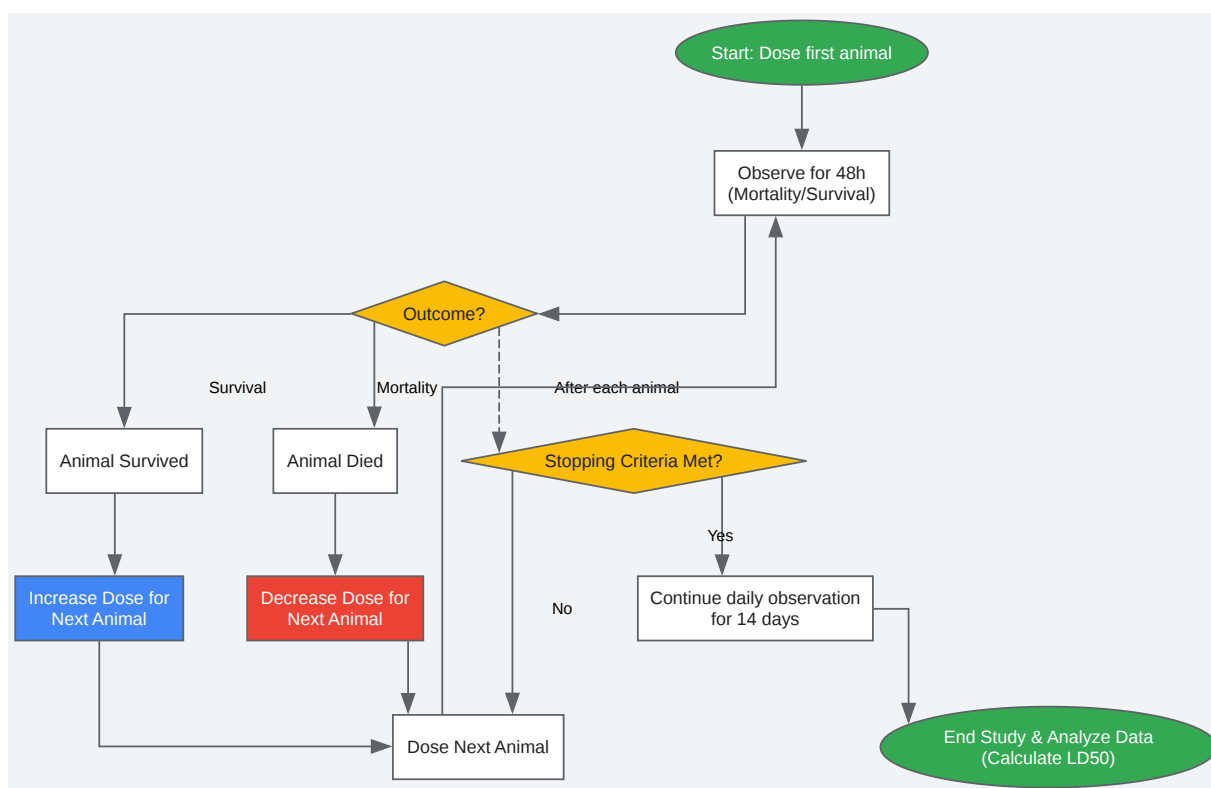 Start: Dose first animal
Observe for 48h
(Mortality/Survival)
Outcome?
Survival
Mortality
After each animal
Animal Survived
Animal Died
Stopping Criteria Met?
Yes
Increase Dose for
Next Animal
Decrease Dose for
Next Animal
No
Continue daily observation
for 14 days
Dose Next Animal
End Study & Analyze Data
(Calculate LD50)